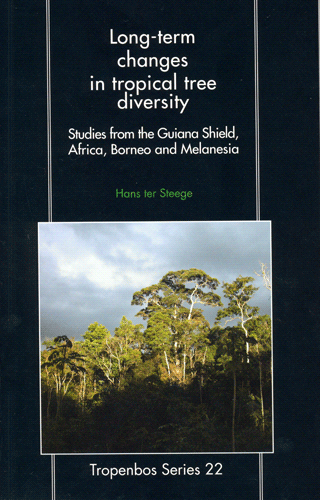 Long-term
changes
in tropical tree
diversity
Studies from the Guiana Shield,
Africa, Borneo and Melanesia
Hans ter Steege
Tropenbos Series 22